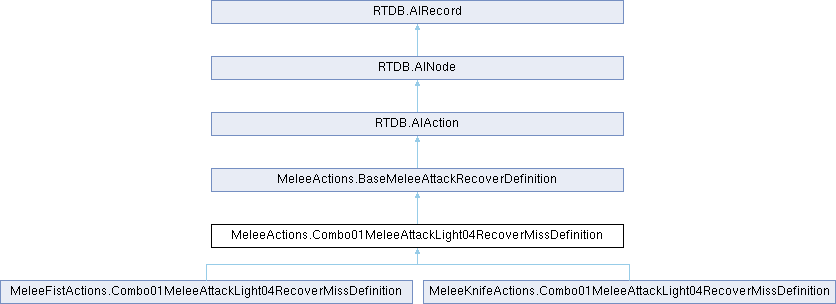 RTDB.AIRecord
RTDB.AINode
RTDB.AIAction
MeleeActions.BaseMeleeAttackRecoverDefinition
MeleeActions.Combo01MeleeAttackLight04RecoverMissDefinition
MeleeFistActions.Combo01MeleeAttackLight04RecoverMissDefinition
MeleeKnifeActions.Combo01MeleeAttackLight04RecoverMissDefinition